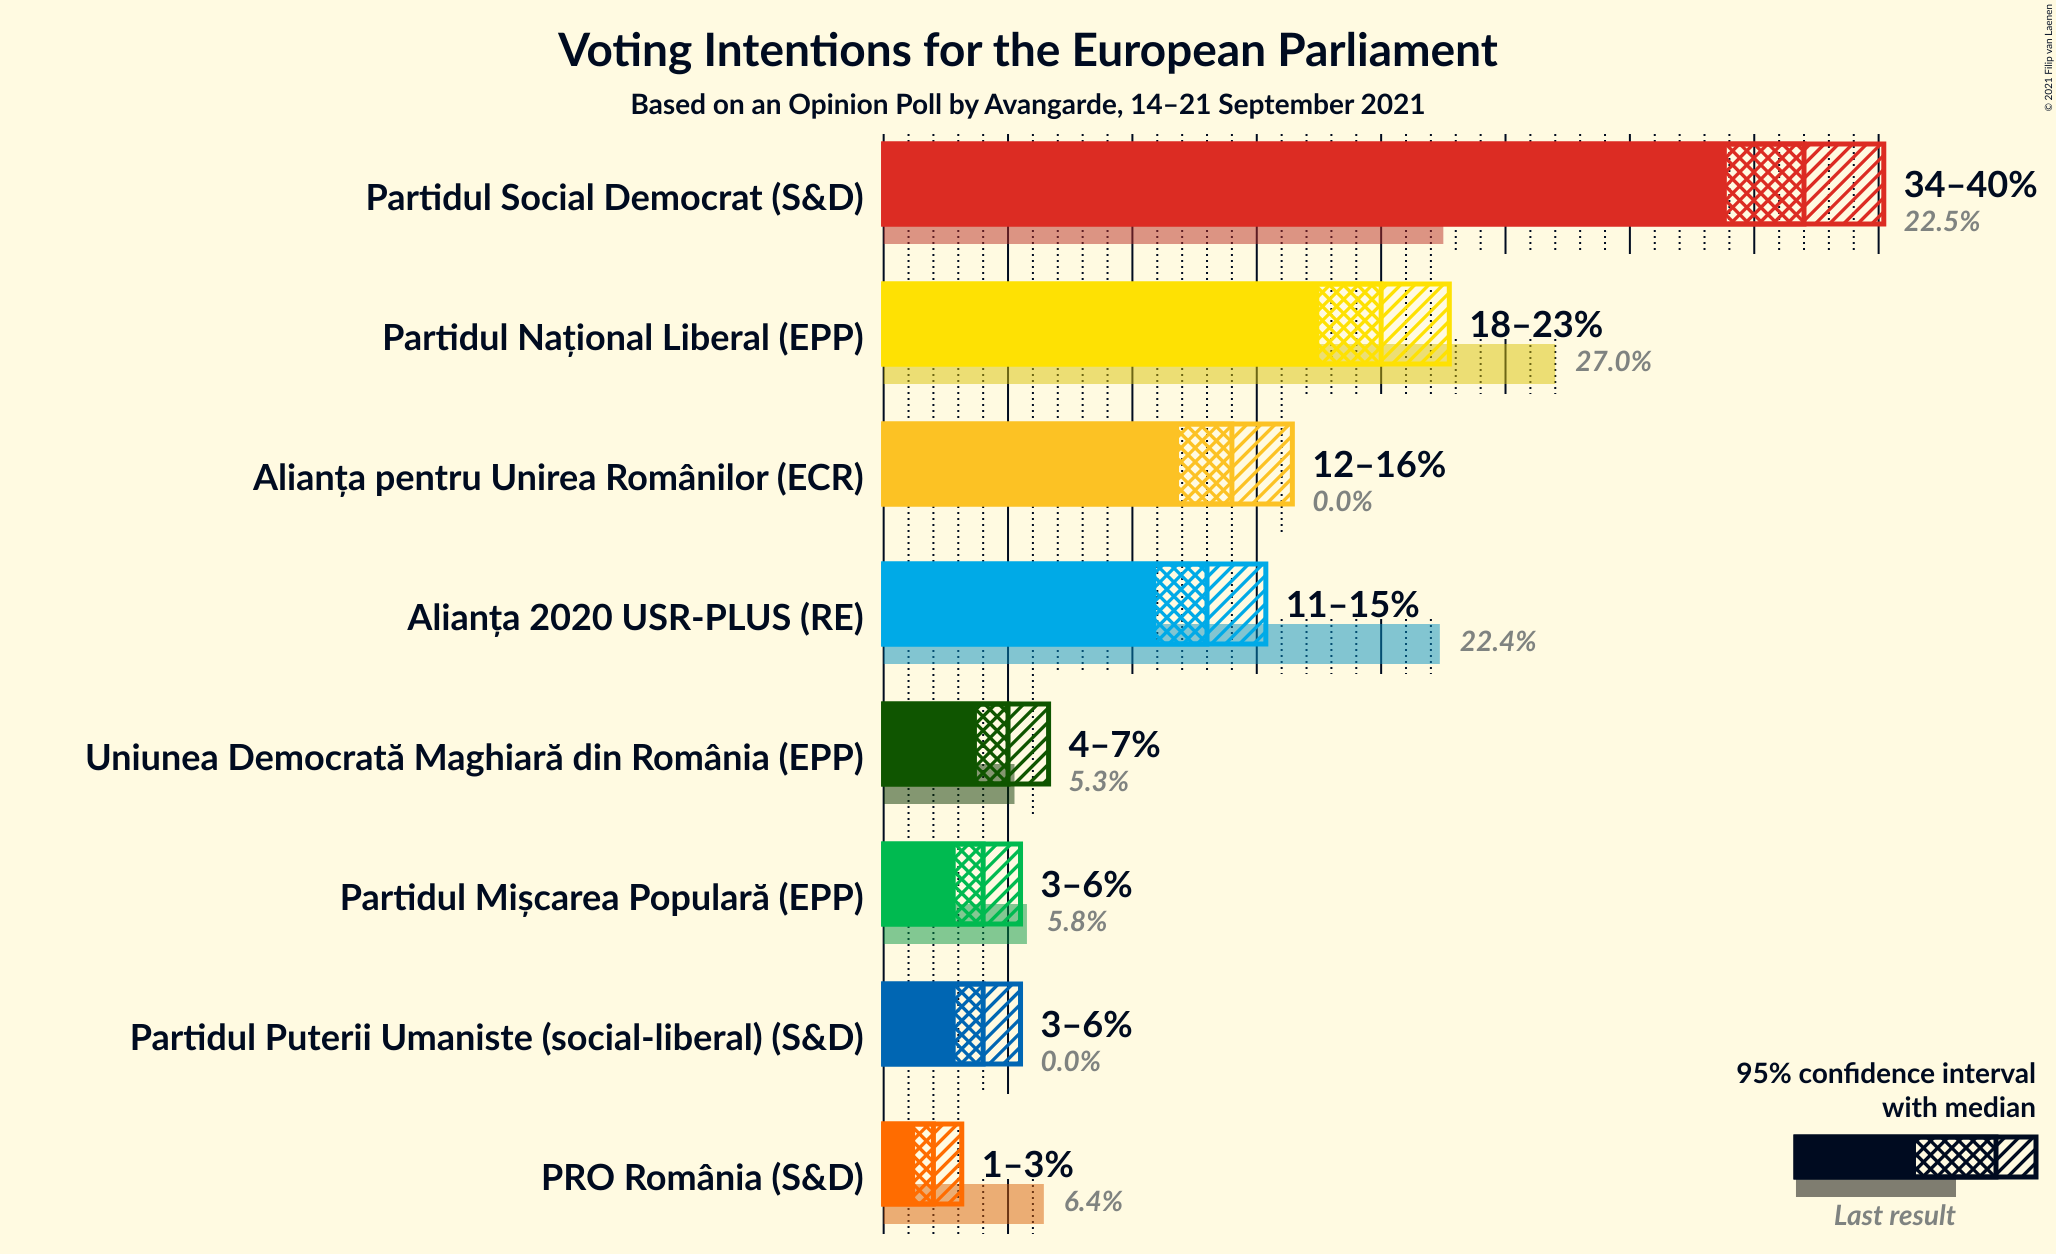 Voting Intentions for the European Parliament
Based on an Opinion Poll by Avangarde, 14–21 September 2021
© 2021 Filip van Laenen
Partidul Social Democrat (S&D)
34–40%
22.5%
Partidul Național Liberal (EPP)
18–23%
27.0%
Alianța pentru Unirea Românilor (ECR)
12–16%
0.0%
Alianța 2020 USR-PLUS (RE)
11–15%
22.4%
Uniunea Democrată Maghiară din România (EPP)
4–7%
5.3%
Partidul Mișcarea Populară (EPP)
3–6%
5.8%
Partidul Puterii Umaniste (social-liberal) (S&D)
3–6%
0.0%
PRO România (S&D)
1–3%
6.4%
95% confidence interval
with median
Last result